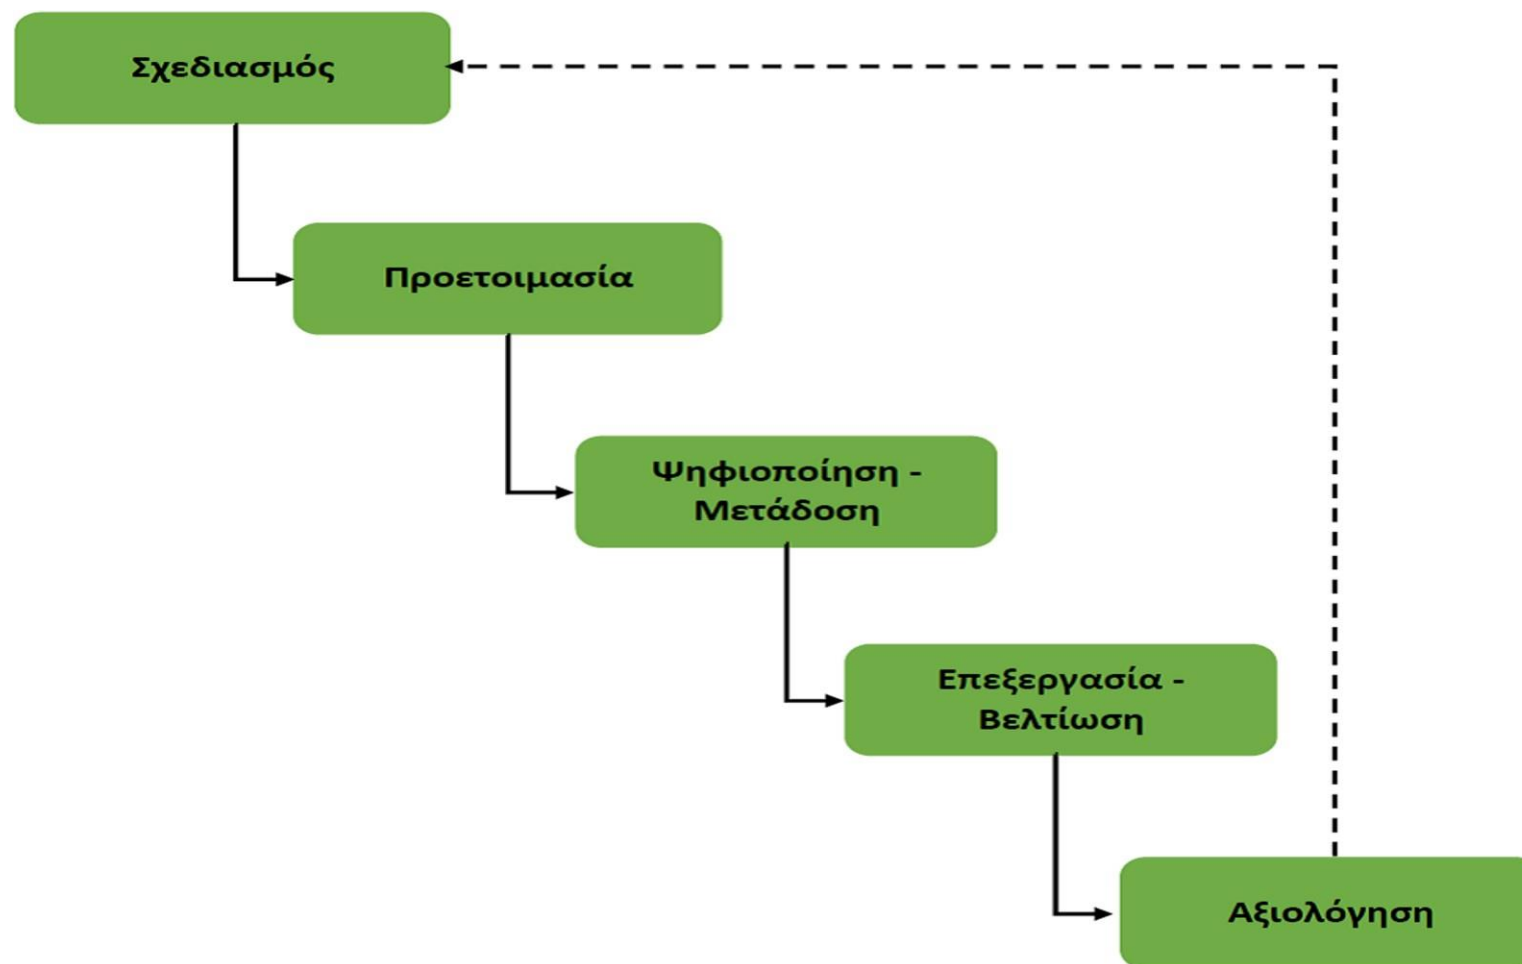 Σχεδιασμός
Προετοιμασία
Ψηφιοποίηση -
Μετάδοση
Επεξεργασία -
Βελτίωση
Αξιολόγηση